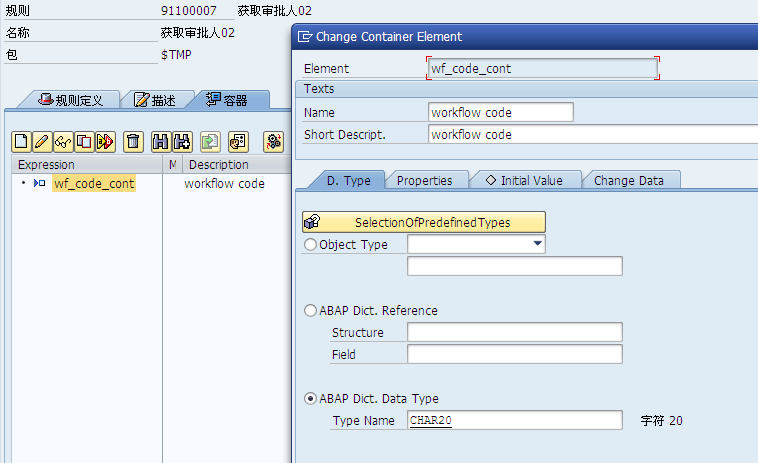 规则 91100007 获取审批人02
名称 获取审批人02
包 $TMP
规则定义 描述 容器
Expression M Description
wf_code_cont workflow code
Change Container Element
Element wf_code_cont
Texts
Name workflow code
Short Descript. workflow code
D. Type Properties Initial Value Change Data
SelectionOfPredefinedTypes
Object Type
ABAP Dict. Reference
Structure
Field
ABAP Dict. Data Type
Type Name CHAR20 字符 20